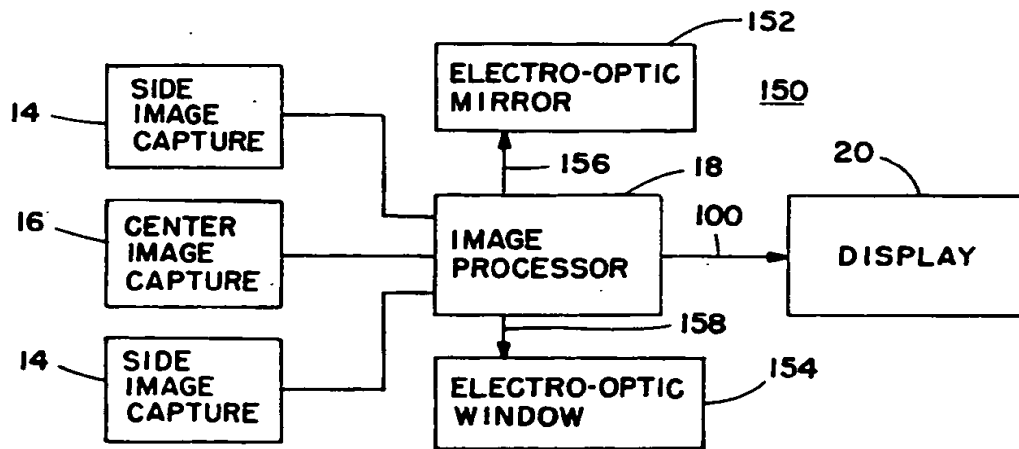 152
ELECTRO-OPTIC
MIRROR
150
14
SIDE
IMAGE
CAPTURE
156
18
20
16
CENTER
IMAGE
CAPTURE
IMAGE
PROCESSOR
100
DISPLAY
14
SIDE
IMAGE
CAPTURE
158
ELECTRO-OPTIC
WINDOW
154